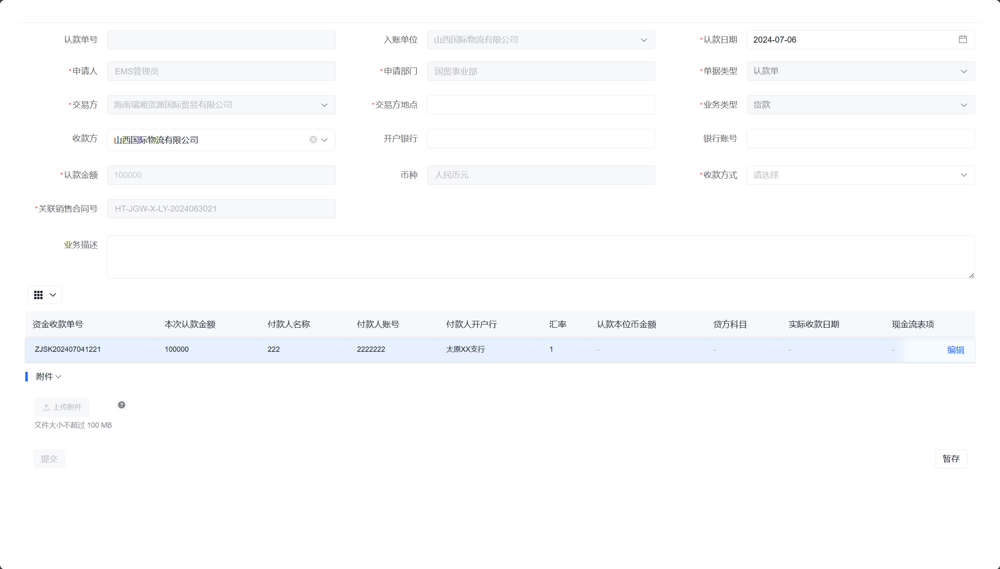 认款单号 入账单位 山西国际物流有限公司 *认款日期 2024-07-06
*申请人 EMS管理员 *申请部门 国贸事业部 *单据类型 认款单
*交易方 海南瑞湘资源国际贸易有限公司 *交易方地点 *业务类型 货款
收款方 山西国际物流有限公司 开户银行 银行账号
*认款金额 100000 币种 人民币元 *收款方式 请选择
*关联销售合同号 HT-JGW-X-LY-2024063021
业务描述
资金收款单号 本次认款金额 付款人名称 付款人账号 付款人开户行 汇率 认款本位币金额 贷方科目 实际收款日期 现金流表项
ZJSK202407041221 100000 222 2222222 太原XX支行 1 - - - - 编辑
附件
上传附件 ?
文件大小不超过 100 MB
提交 暂存